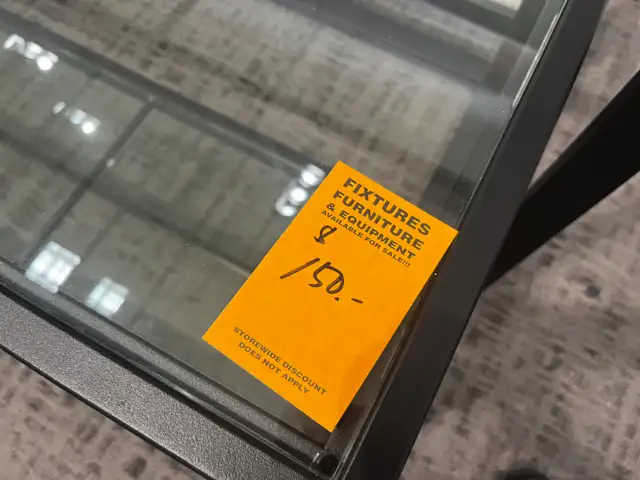 FIXTURES
FURNITURE
& EQUIPMENT
AVAILABLE FOR SALE!!!
$
150.-
STOREWIDE DISCOUNT
DOES NOT APPLY